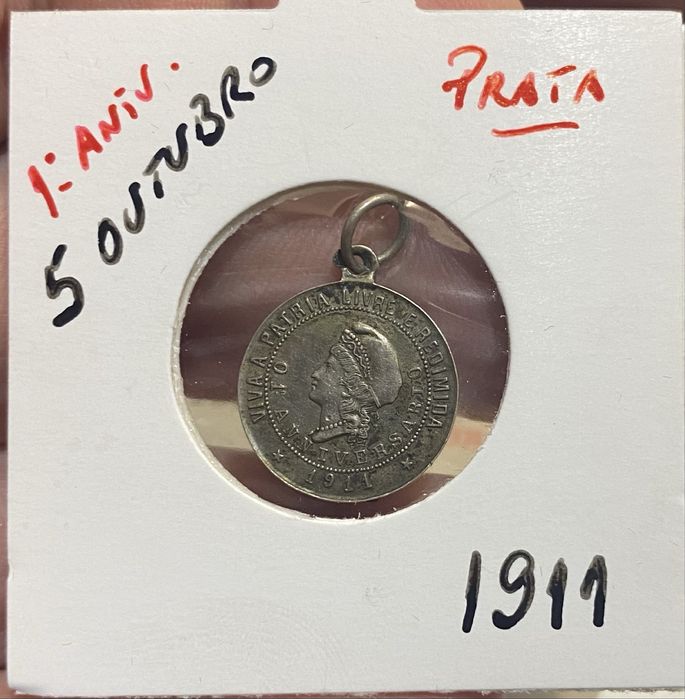 1º ANIV.
5 OUTUBRO
PRATA
VIVA A PATRIA LIVRE E REDIMIDA
1º ANNIVERSARIO
1911
1911